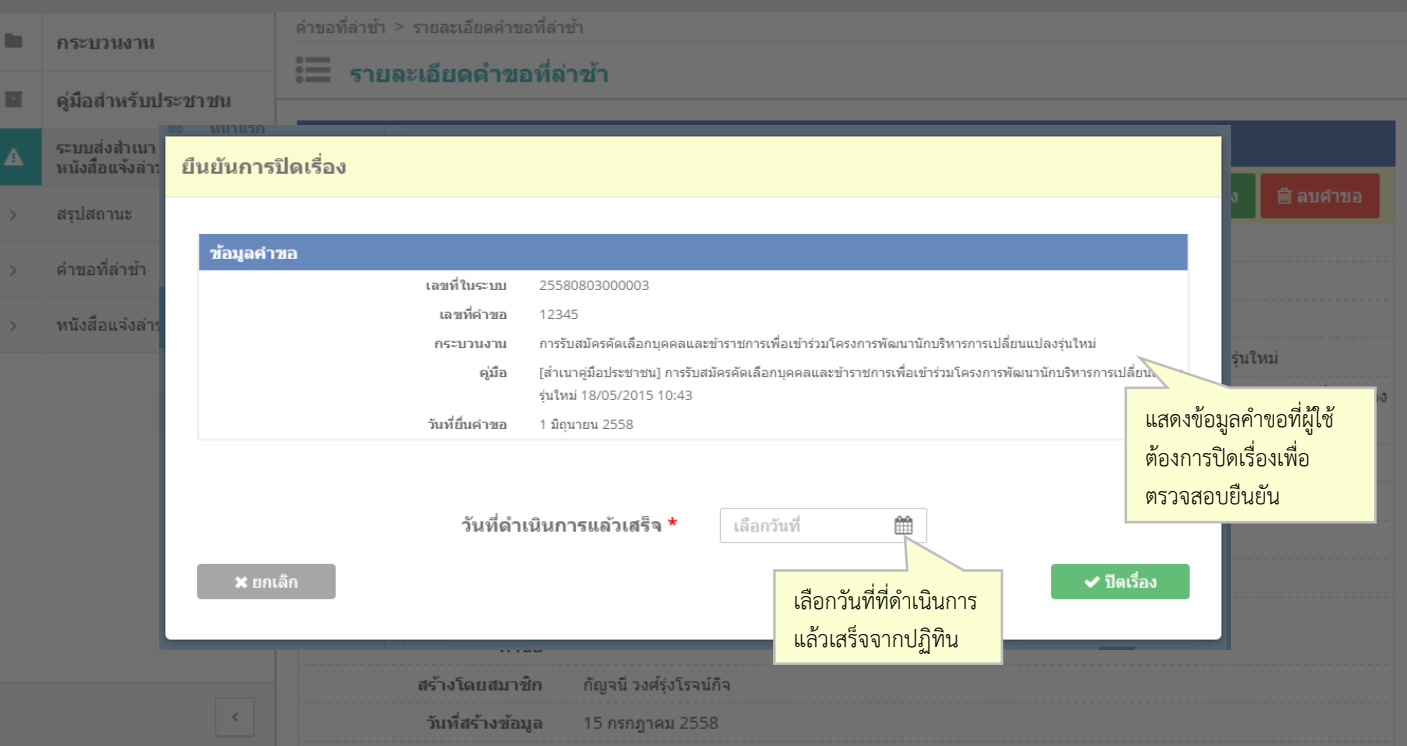 คำขอที่ล่าช้า > รายละเอียดคำขอที่ล่าช้า
รายละเอียดคำขอที่ล่าช้า
กระบวนงาน
คู่มือสำหรับประชาชน
หน้าแรก
ระบบส่งสำเนา
หนังสือแจ้งล่า
สรุปสถานะ
คำขอที่ล่าช้า
หนังสือแจ้งล่า
ลบคำขอ
ยืนยันการปิดเรื่อง
ข้อมูลคำขอ
เลขที่ในระบบ 25580803000003
เลขที่คำขอ 12345
กระบวนงาน การรับสมัครคัดเลือกบุคคลและข้าราชการเพื่อเข้าร่วมโครงการพัฒนานักบริหารการเปลี่ยนแปลงรุ่นใหม่
คู่มือ [สำเนาคู่มือประชาชน] การรับสมัครคัดเลือกบุคคลและข้าราชการเพื่อเข้าร่วมโครงการพัฒนานักบริหารการเปลี่ยน
รุ่นใหม่ 18/05/2015 10:43
วันที่ยื่นคำขอ 1 มิถุนายน 2558
รุ่นใหม่
แสดงข้อมูลคำขอที่ผู้ใช้
ต้องการปิดเรื่องเพื่อ
ตรวจสอบยืนยัน
วันที่ดำเนินการแล้วเสร็จ * เลือกวันที่
ยกเลิก
ปิดเรื่อง
เลือกวันที่ที่ดำเนินการ
แล้วเสร็จจากปฏิทิน
สร้างโดยสมาชิก กัญจนี วงศ์รุ่งโรจน์กิจ
วันที่สร้างข้อมูล 15 กรกฎาคม 2558